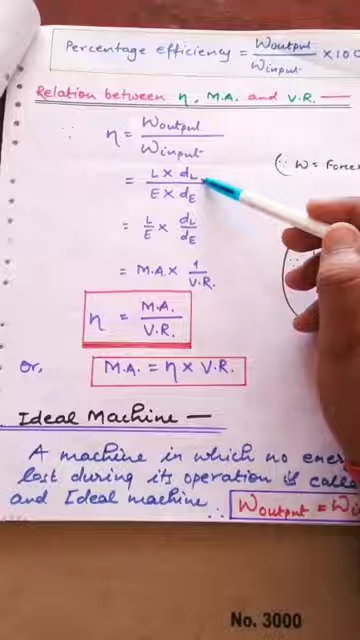 Percentage efficiency = Woutput / Winput × 100
Relation between η, M.A. and V.R. —
∵ η = Woutput / Winput
(∵ W = Force
= L × dL / E × dE
= L/E × dL/dE
= M.A. × 1/V.R.
η = M.A. / V.R.
Or, M.A. = η × V.R.
Ideal Machine —
A machine in which no ener
lost during its operation is calle
and Ideal machine. ∴ Woutput = Wi
No. 3000